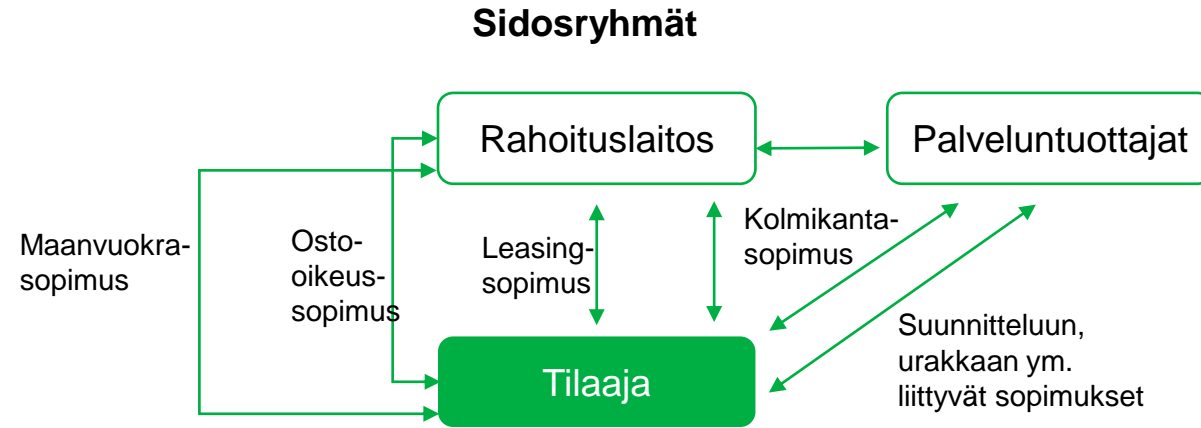 Sidosryhmät
Rahoituslaitos
Palveluntuottajat
Maanvuokra-
sopimus
Osto-
oikeus-
sopimus
Leasing-
sopimus
Kolmikanta-
sopimus
Suunnitteluun,
urakkaan ym.
liittyvät sopimukset
Tilaaja